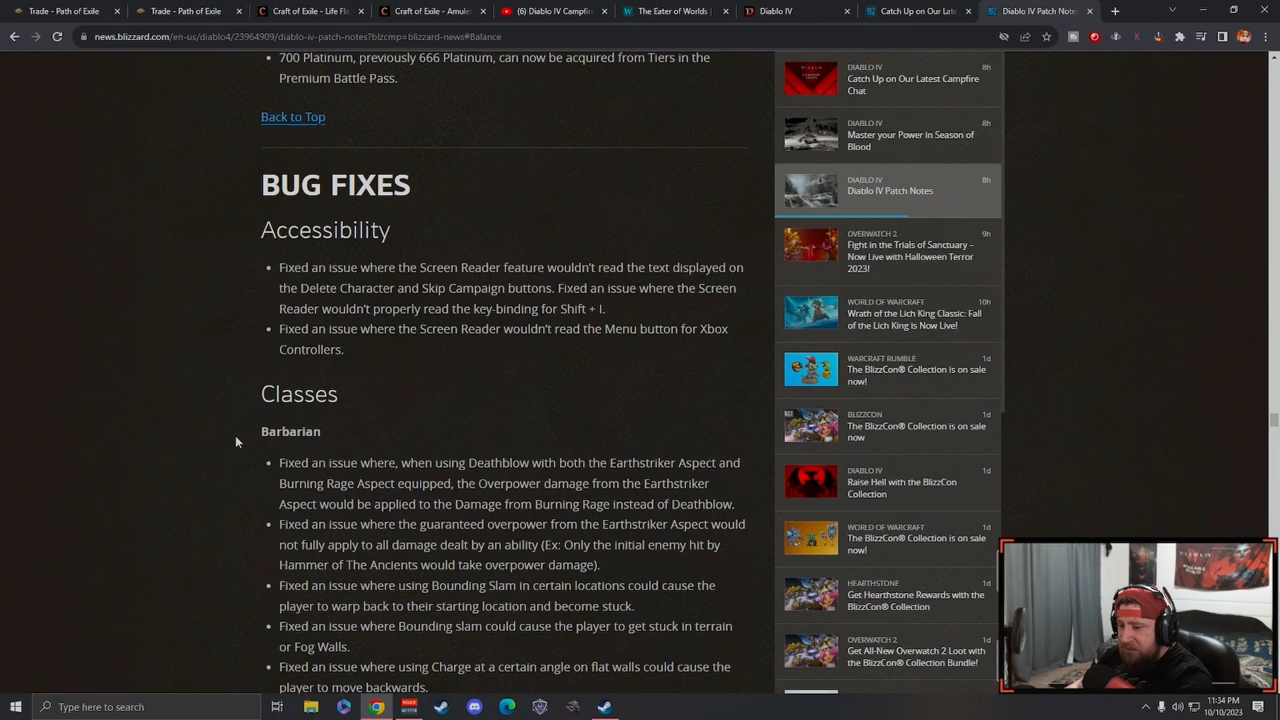 Trade - Path of Exile
Trade - Path of Exile
Craft of Exile - Life Fla
Craft of Exile - Amule
(6) Diablo IV Campfir
The Eater of Worlds
Diablo IV
Catch Up on Our Late
Diablo IV Patch Notes
news.blizzard.com/en-us/diablo4/23964909/diablo-iv-patch-notes?blzcmp=blizzard-news#Balance
700 Platinum, previously 666 Platinum, can now be acquired from Tiers in the
Premium Battle Pass.
Back to Top
BUG FIXES
Accessibility
Fixed an issue where the Screen Reader feature wouldn't read the text displayed on
the Delete Character and Skip Campaign buttons. Fixed an issue where the Screen
Reader wouldn't properly read the key-binding for Shift + I.
Fixed an issue where the Screen Reader wouldn't read the Menu button for Xbox
Controllers.
Classes
Barbarian
Fixed an issue where, when using Deathblow with both the Earthstriker Aspect and
Burning Rage Aspect equipped, the Overpower damage from the Earthstriker
Aspect would be applied to the Damage from Burning Rage instead of Deathblow.
Fixed an issue where the guaranteed overpower from the Earthstriker Aspect would
not fully apply to all damage dealt by an ability (Ex: Only the initial enemy hit by
Hammer of The Ancients would take overpower damage).
Fixed an issue where using Bounding Slam in certain locations could cause the
player to warp back to their starting location and become stuck.
Fixed an issue where Bounding slam could cause the player to get stuck in terrain
or Fog Walls.
Fixed an issue where using Charge at a certain angle on flat walls could cause the
player to move backwards.
DIABLO IV
8h
Catch Up on Our Latest Campfire
Chat
DIABLO IV
8h
Master your Power in Season of
Blood
DIABLO IV
8h
Diablo IV Patch Notes
OVERWATCH 2
9h
Fight in the Trials of Sanctuary –
Now Live with Halloween Terror
2023!
WORLD OF WARCRAFT
10h
Wrath of the Lich King Classic: Fall
of the Lich King is Now Live!
WARCRAFT RUMBLE
1d
The BlizzCon® Collection is on sale
now!
BLIZZCON
1d
The BlizzCon® Collection is on sale
now
DIABLO IV
1d
Raise Hell with the BlizzCon
Collection
WORLD OF WARCRAFT
1d
The BlizzCon® Collection is on sale
now!
HEARTHSTONE
1d
Get Hearthstone Rewards with the
BlizzCon® Collection
OVERWATCH 2
1d
Get All-New Overwatch 2 Loot with
the BlizzCon® Collection Bundle!
DIABLO
Type here to search
11:34 PM
10/10/2023